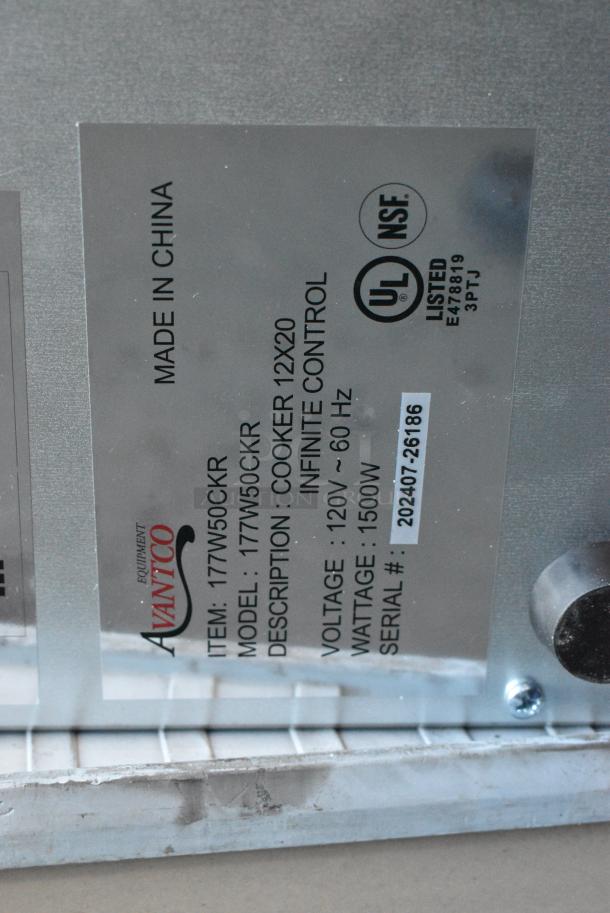 MADE IN CHINA
EQUIPMENT
AVANTCO
ITEM: 177W50CKR
MODEL: 177W50CKR
DESCRIPTION : COOKER 12X20
INFINITE CONTROL
VOLTAGE : 120V ~ 60 Hz
WATTAGE : 1500W
SERIAL # : 202407-26186
NSF.
UL ®
LISTED
E478819
3PTJ